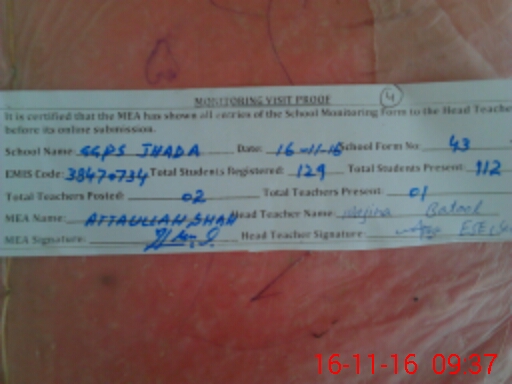 4
MONITORING VISIT PROOF
It is certified that the MEA has shown all entries of the School Monitoring Form to the Head Teacher
before its online submission.
School Name: GGPS JHADA Date: 16-11-16 School Form No: 43
EMIS Code: 38470734 Total Students Registered: 129 Total Students Present: 112
Total Teachers Posted: 02 Total Teachers Present: 01
MEA Name: ATTAULLAH SHAH Head Teacher Name: Batool
MEA Signature: Head Teacher Signature:
16-11-16 09:37